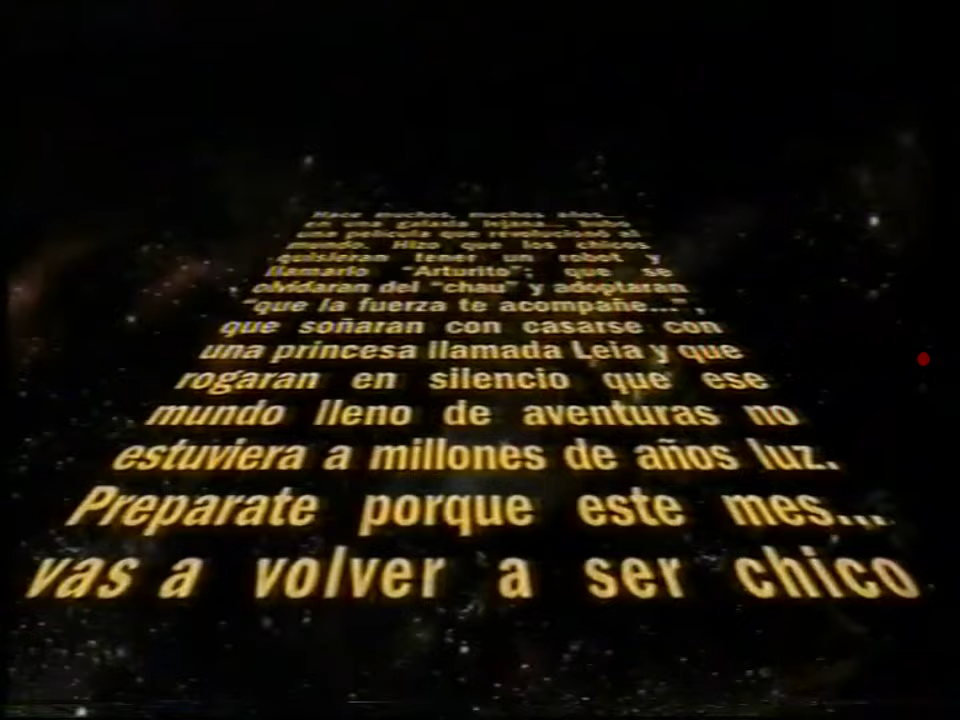 Hace muchos, muchos años...
en una galaxia lejana... hubo
una película que revolucionó al
mundo. Hizo que los chicos
quisieran tener un robot y
llamarlo "Arturito"; que se
olvidaran del "chau" y adoptaran
"que la fuerza te acompañe...",
que soñaran con casarse con
una princesa llamada Leia y que
rogaran en silencio que ese
mundo lleno de aventuras no
estuviera a millones de años luz.
Preparate porque este mes...
vas a volver a ser chico